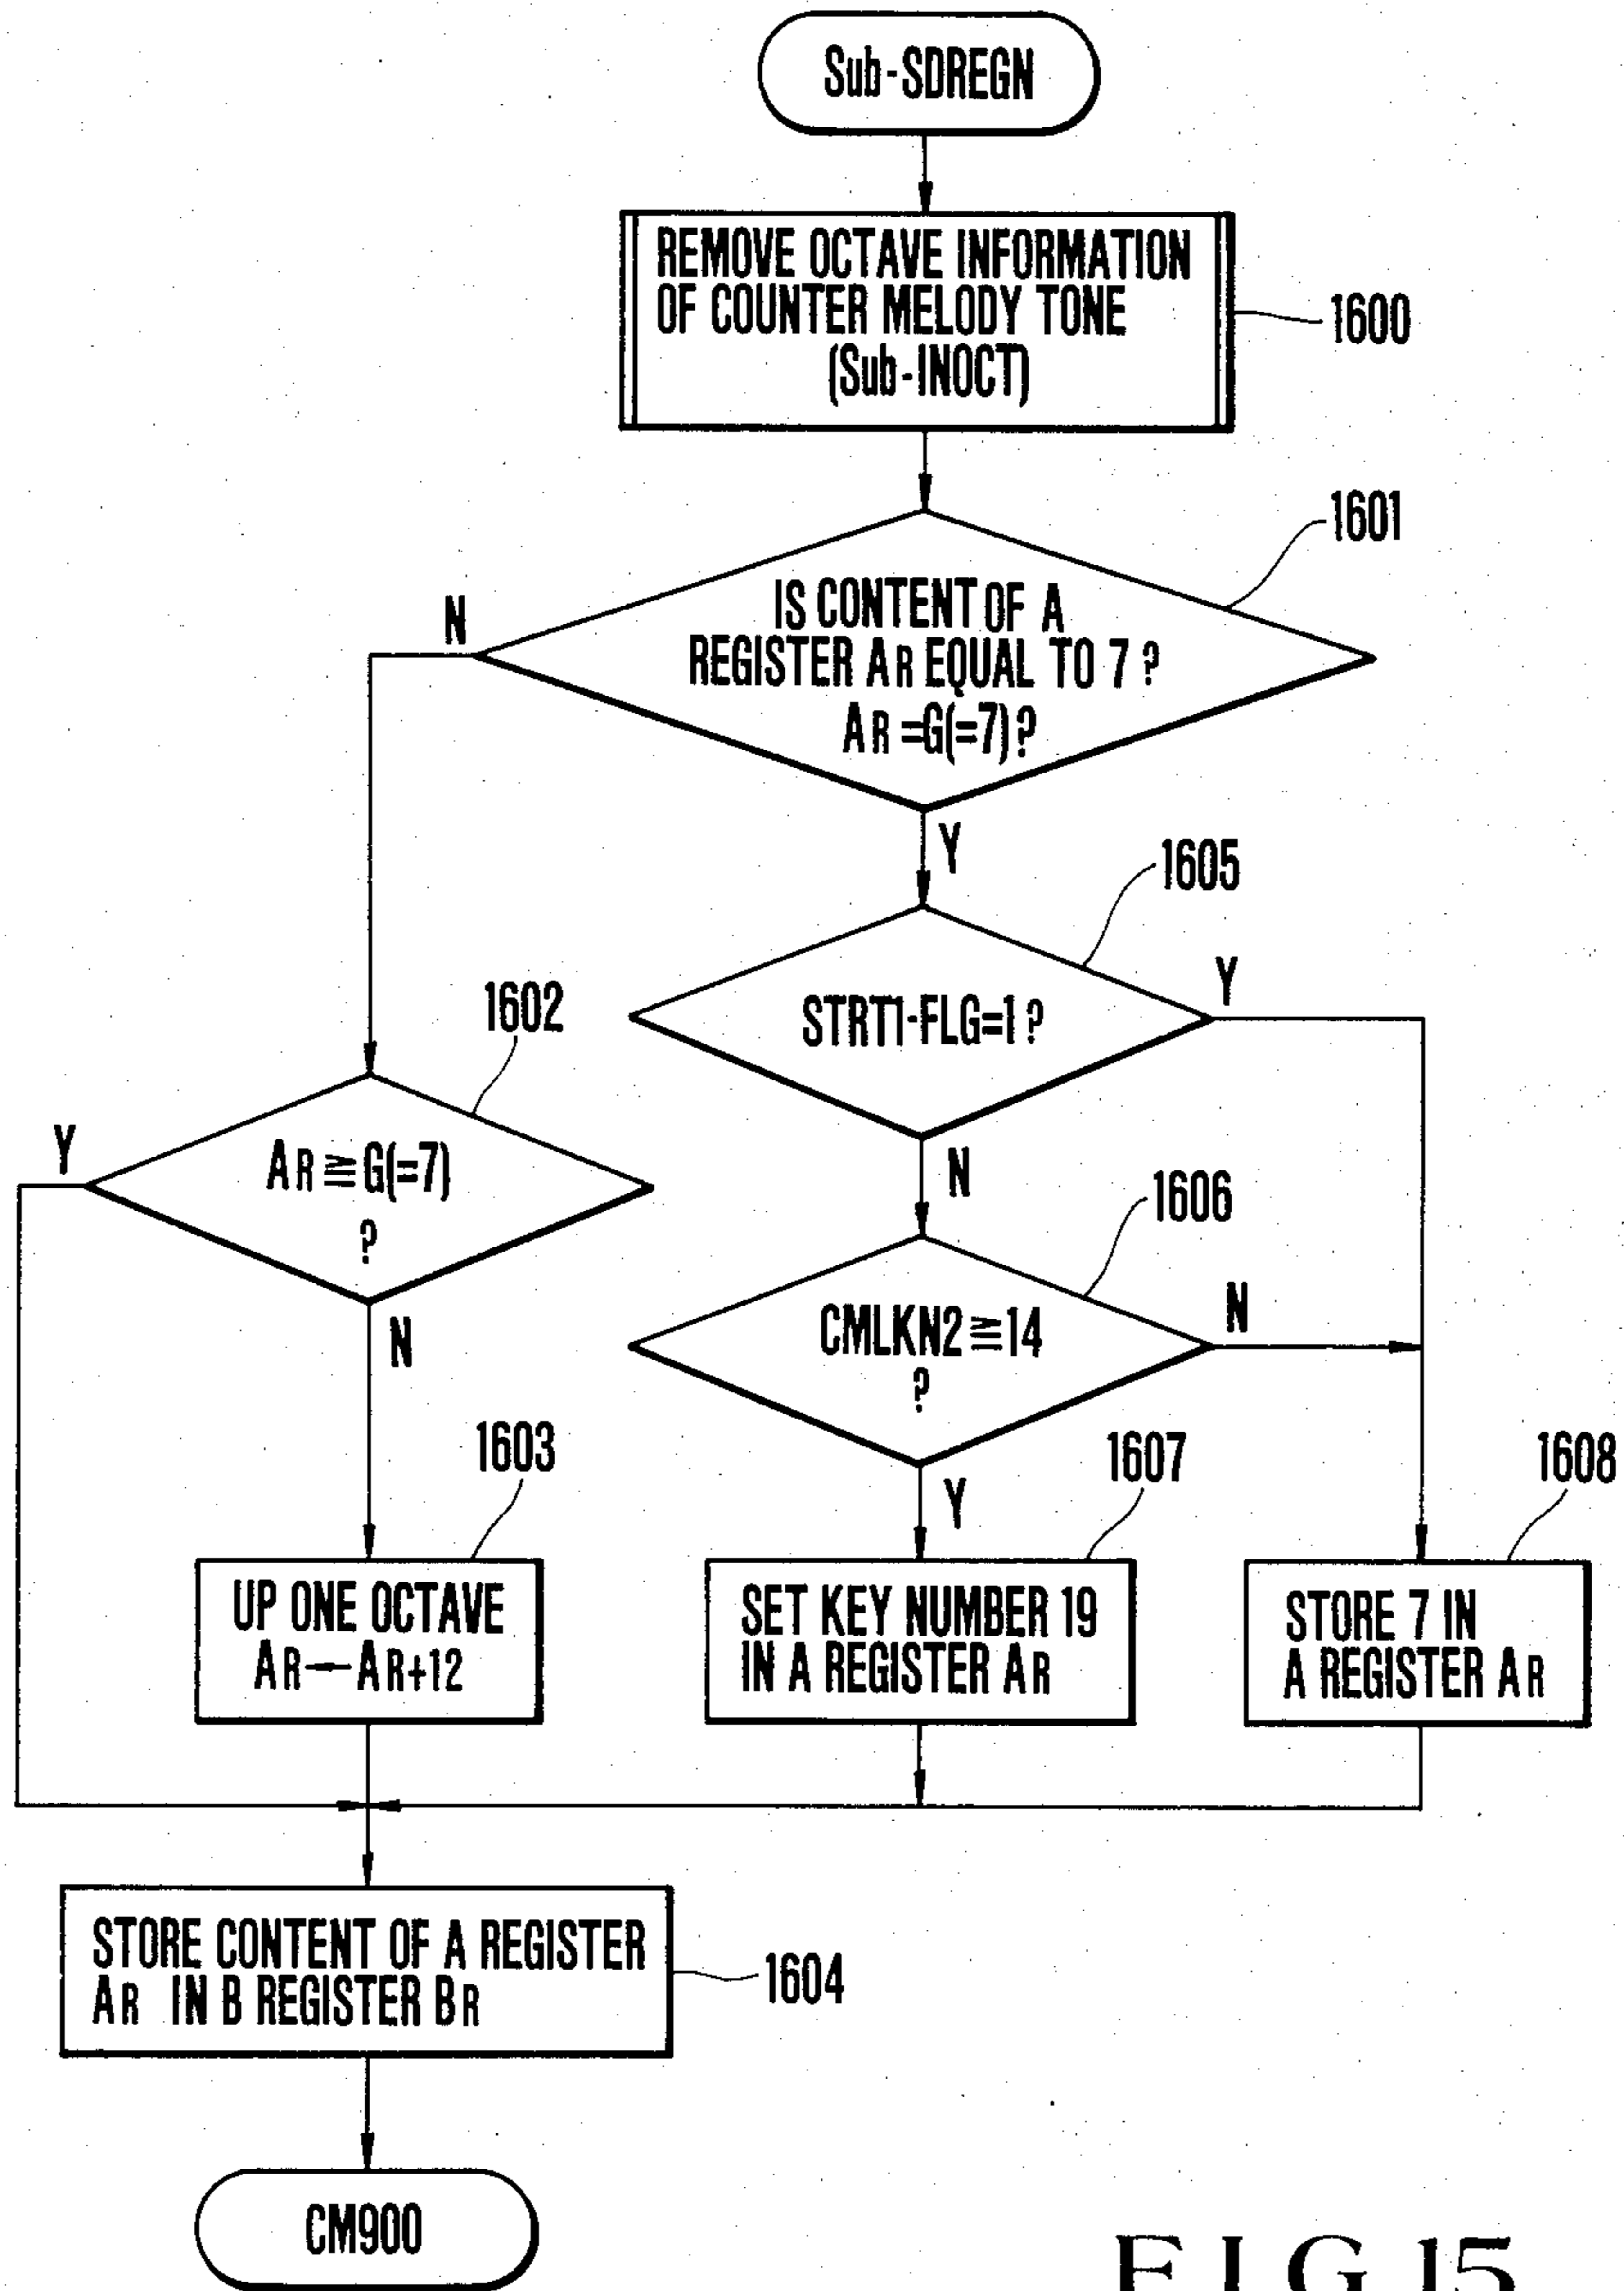 Sub-SDREGN
REMOVE OCTAVE INFORMATION
OF COUNTER MELODY TONE
(Sub-INOCT)
1600
1601
IS CONTENT OF A
REGISTER AR EQUAL TO 7 ?
AR =G(=7)?
N
Y
1605
STRT1-FLG=1 ?
Y
1602
Y
AR ≧ G(=7)
?
N
N
1606
CMLKN2 ≧ 14
?
N
1603
Y
1607
1608
UP ONE OCTAVE
AR←AR+12
SET KEY NUMBER 19
IN A REGISTER AR
STORE 7 IN
A REGISTER AR
STORE CONTENT OF A REGISTER
AR IN B REGISTER BR
1604
CM900
FIG.15